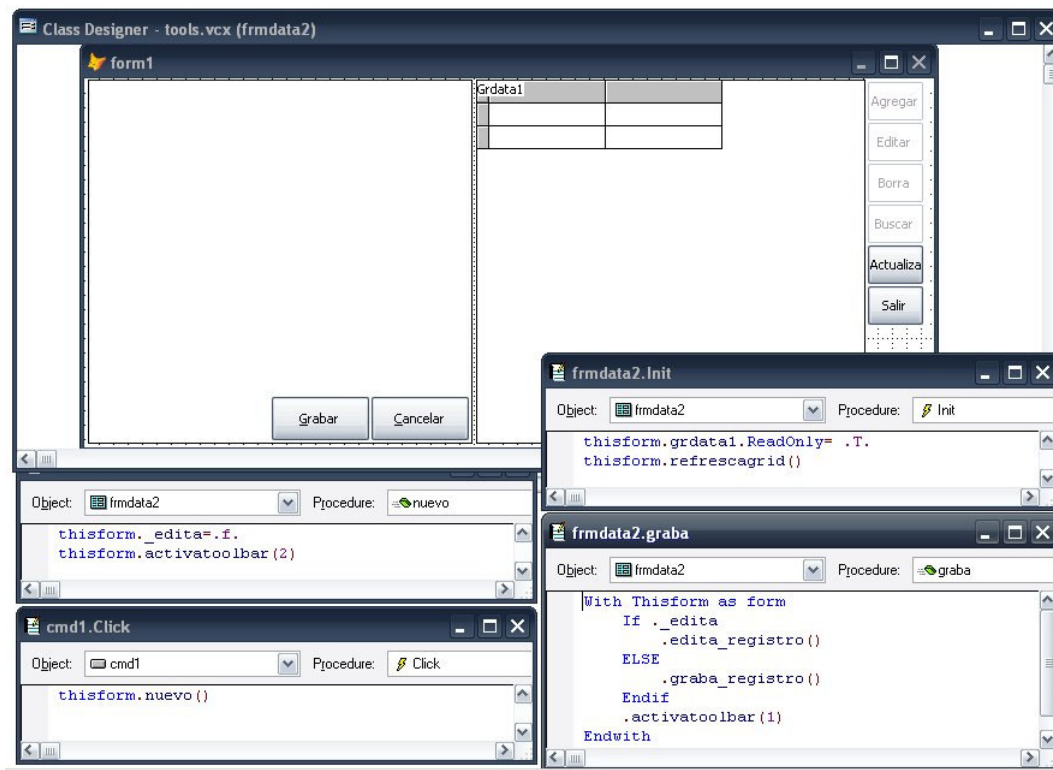 Class Designer - tools.vcx (frmdata2)
form1
Grdata1
Agregar
Editar
Borra
Buscar
Actualiza
Salir
Grabar
Cancelar
frmdata2.Init
Object:
frmdata2
Procedure:
Init
thisform.grdata1.ReadOnly= .T.
thisform.refrescagrid()
Object:
frmdata2
Procedure:
nuevo
thisform._edita=.f.
thisform.activatoolbar(2)
frmdata2.graba
Object:
frmdata2
Procedure:
graba
With Thisform as form
If ._edita
.edita_registro()
ELSE
.graba_registro()
Endif
.activatoolbar(1)
Endwith
cmd1.Click
Object:
cmd1
Procedure:
Click
thisform.nuevo()